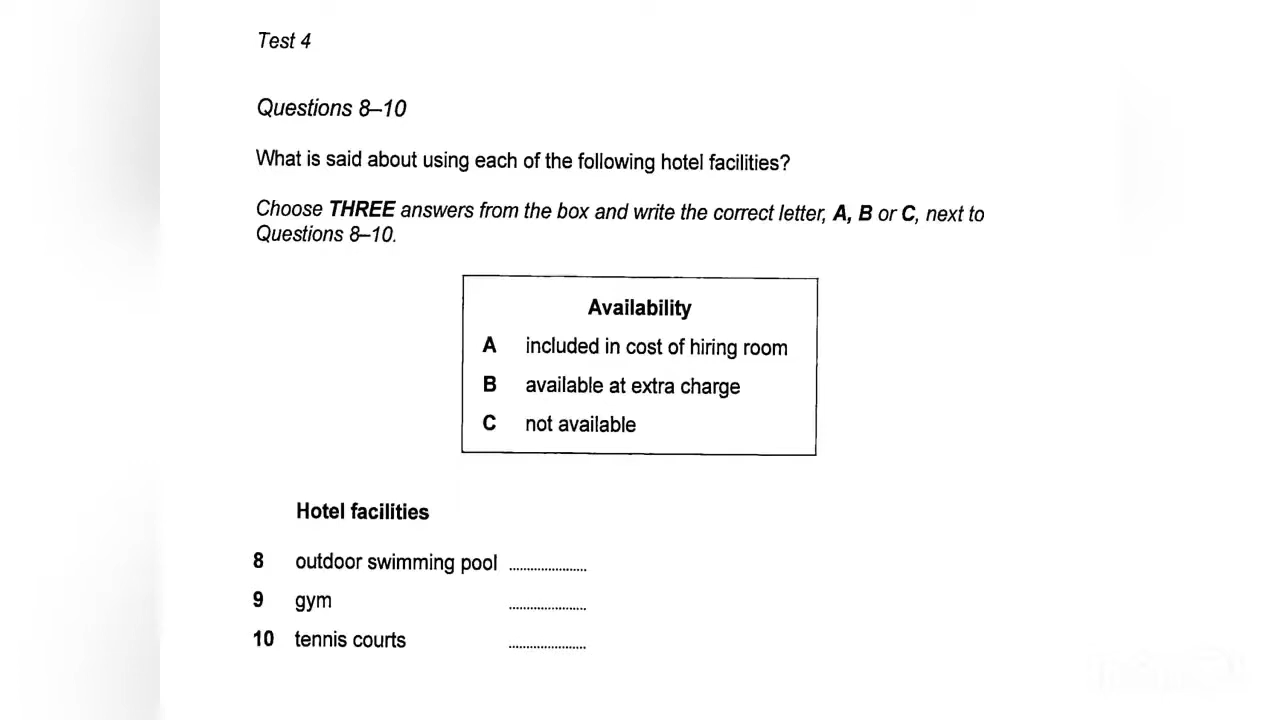 Test 4
Questions 8–10
What is said about using each of the following hotel facilities?
Choose THREE answers from the box and write the correct letter, A, B or C, next to
Questions 8–10.
Availability
A included in cost of hiring room
B available at extra charge
C not available
Hotel facilities
8 outdoor swimming pool ......................
9 gym ......................
10 tennis courts ......................